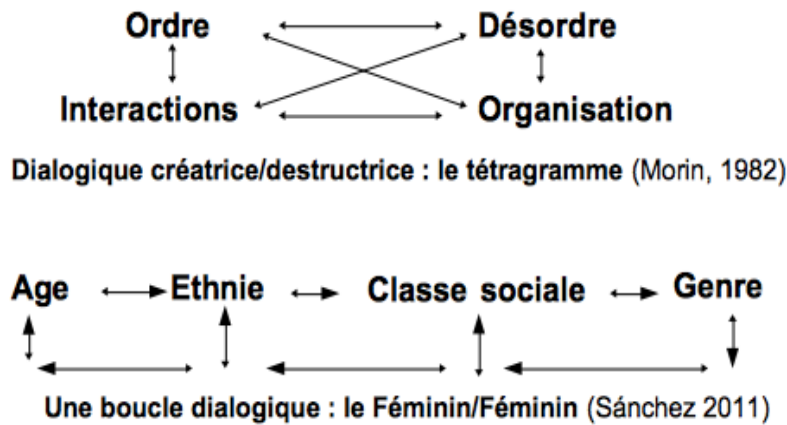 Ordre Désordre
Interactions Organisation
Dialogique créatrice/destructrice : le tétragramme (Morin, 1982)
Age Ethnie Classe sociale Genre
Une boucle dialogique : le Féminin/Féminin (Sánchez 2011)